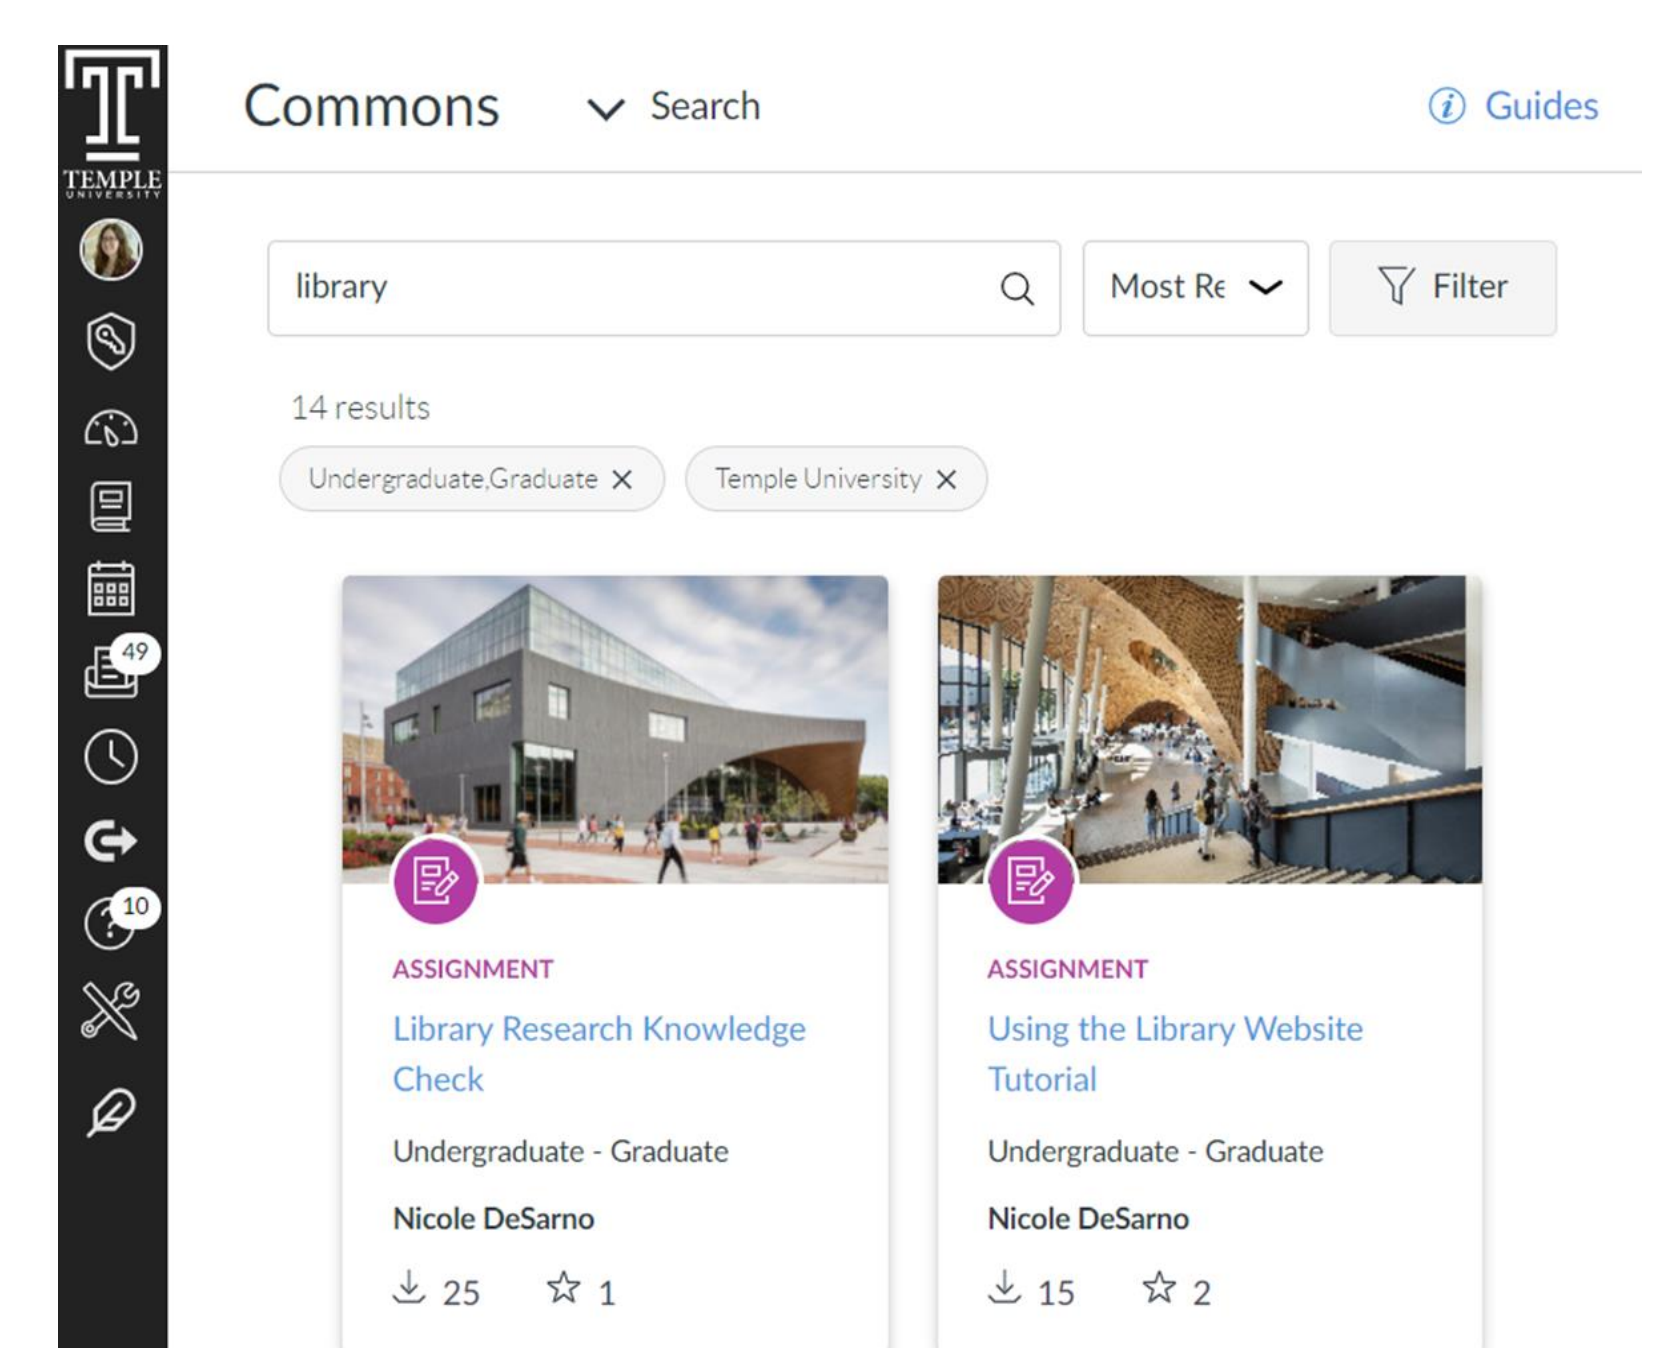 TEMPLE
UNIVERSITY
Commons
Search
Guides
library
Most Re
Filter
14 results
Undergraduate,Graduate
Temple University
49
10
ASSIGNMENT
Library Research Knowledge
Check
Undergraduate - Graduate
Nicole DeSarno
25
1
ASSIGNMENT
Using the Library Website
Tutorial
Undergraduate - Graduate
Nicole DeSarno
15
2